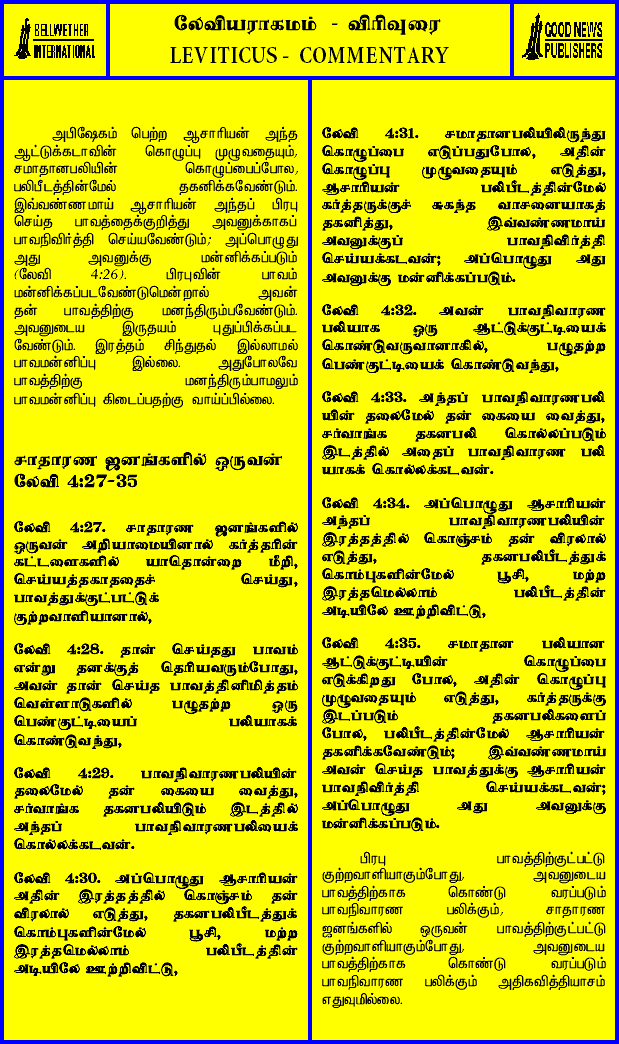 BELLWETHER
INTERNATIONAL
லேவியராகமம் - விரிவுரை
LEVITICUS - COMMENTARY
GOOD NEWS
PUBLISHERS
அபிஷேகம் பெற்ற ஆசாரியன் அந்த
ஆட்டுக்கடாவின் கொழுப்பு முழுவதையும்,
சமாதானபலியின் கொழுப்பைப்போல,
பலிபீடத்தின்மேல் தகனிக்கவேண்டும்.
இவ்வண்ணமாய் ஆசாரியன் அந்தப் பிரபு
செய்த பாவத்தைக்குறித்து அவனுக்காகப்
பாவநிவிர்த்தி செய்யவேண்டும்; அப்பொழுது
அது அவனுக்கு மன்னிக்கப்படும்
(லேவி 4:26). பிரபுவின் பாவம்
மன்னிக்கப்படவேண்டுமென்றால் அவன்
தன் பாவத்திற்கு மனந்திரும்பவேண்டும்.
அவனுடைய இருதயம் புதுப்பிக்கப்பட
வேண்டும். இரத்தம் சிந்துதல் இல்லாமல்
பாவமன்னிப்பு இல்லை. அதுபோலவே
பாவத்திற்கு மனந்திரும்பாமலும்
பாவமன்னிப்பு கிடைப்பதற்கு வாய்ப்பில்லை.
சாதாரண ஜனங்களில் ஒருவன்
லேவி 4:27-35
லேவி 4:27. சாதாரண ஜனங்களில்
ஒருவன் அறியாமையினால் கர்த்தரின்
கட்டளைகளில் யாதொன்றை மீறி,
செய்யத்தகாததைச் செய்து,
பாவத்துக்குட்பட்டுக்
குற்றவாளியானால்,
லேவி 4:28. தான் செய்தது பாவம்
என்று தனக்குத் தெரியவரும்போது,
அவன் தான் செய்த பாவத்தினிமித்தம்
வெள்ளாடுகளில் பழுதற்ற ஒரு
பெண்குட்டியைப் பலியாகக்
கொண்டுவந்து,
லேவி 4:29. பாவநிவாரணபலியின்
தலைமேல் தன் கையை வைத்து,
சர்வாங்க தகனபலியிடும் இடத்தில்
அந்தப் பாவநிவாரணபலியைக்
கொல்லக்கடவன்.
லேவி 4:30. அப்பொழுது ஆசாரியன்
அதின் இரத்தத்தில் கொஞ்சம் தன்
விரலால் எடுத்து, தகனபலிபீடத்துக்
கொம்புகளின்மேல் பூசி, மற்ற
இரத்தமெல்லாம் பலிபீடத்தின்
அடியிலே ஊற்றிவிட்டு,
லேவி 4:31. சமாதானபலியிலிருந்து
கொழுப்பை எடுப்பதுபோல, அதின்
கொழுப்பு முழுவதையும் எடுத்து,
ஆசாரியன் பலிபீடத்தின்மேல்
கர்த்தருக்குச் சுகந்த வாசனையாகத்
தகனித்து, இவ்வண்ணமாய்
அவனுக்குப் பாவநிவிர்த்தி
செய்யக்கடவன்; அப்பொழுது அது
அவனுக்கு மன்னிக்கப்படும்.
லேவி 4:32. அவன் பாவநிவாரண
பலியாக ஒரு ஆட்டுக்குட்டியைக்
கொண்டுவருவானாகில், பழுதற்ற
பெண்குட்டியைக் கொண்டுவந்து,
லேவி 4:33. அந்தப் பாவநிவாரணபலி
யின் தலைமேல் தன் கையை வைத்து,
சர்வாங்க தகனபலி கொல்லப்படும்
இடத்தில் அதைப் பாவநிவாரண பலி
யாகக் கொல்லக்கடவன்.
லேவி 4:34. அப்பொழுது ஆசாரியன்
அந்தப் பாவநிவாரணபலியின்
இரத்தத்தில் கொஞ்சம் தன் விரலால்
எடுத்து, தகனபலிபீடத்துக்
கொம்புகளின்மேல் பூசி, மற்ற
இரத்தமெல்லாம் பலிபீடத்தின்
அடியிலே ஊற்றிவிட்டு,
லேவி 4:35. சமாதான பலியான
ஆட்டுக்குட்டியின் கொழுப்பை
எடுக்கிறது போல, அதின் கொழுப்பு
முழுவதையும் எடுத்து, கர்த்தருக்கு
இடப்படும் தகனபலிகளைப்
போல, பலிபீடத்தின்மேல் ஆசாரியன்
தகனிக்கவேண்டும்; இவ்வண்ணமாய்
அவன் செய்த பாவத்துக்கு ஆசாரியன்
பாவநிவிர்த்தி செய்யக்கடவன்;
அப்பொழுது அது அவனுக்கு
மன்னிக்கப்படும்.
பிரபு பாவத்திற்குட்பட்டு
குற்றவாளியாகும்போது, அவனுடைய
பாவத்திற்காக கொண்டு வரப்படும்
பாவநிவாரண பலிக்கும், சாதாரண
ஜனங்களில் ஒருவன் பாவத்திற்குட்பட்டு
குற்றவாளியாகும்போது, அவனுடைய
பாவத்திற்காக கொண்டு வரப்படும்
பாவநிவாரண பலிக்கும் அதிகவித்தியாசம்
எதுவுமில்லை.